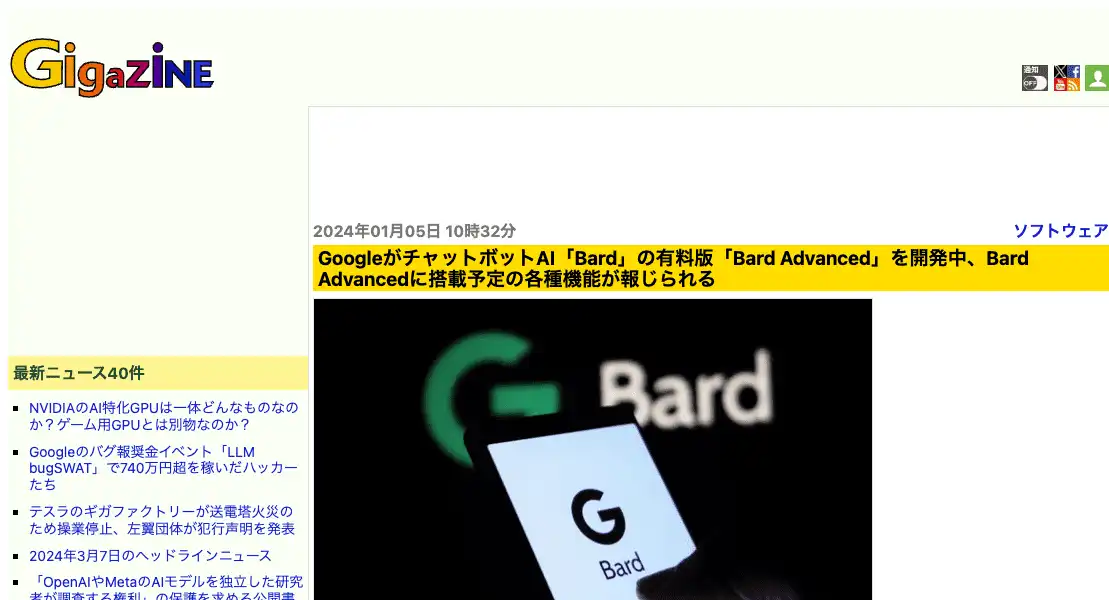 GigaZiNE
通知
OFF
2024年01月05日 10時32分
ソフトウェア
GoogleがチャットボットAI「Bard」の有料版「Bard Advanced」を開発中、Bard
Advancedに搭載予定の各種機能が報じられる
Bard
G
Bard
最新ニュース40件
NVIDIAのAI特化GPUは一体どんなものなの
か？ゲーム用GPUとは別物なのか？
Googleのバグ報奨金イベント「LLM
bugSWAT」で740万円超を稼いだハッカー
たち
テスラのギガファクトリーが送電塔火災の
ため操業停止、左翼団体が犯行声明を発表
2024年3月7日のヘッドラインニュース
「OpenAIやMetaのAIモデルを独立した研究
者が調査する権利」の保護を求める公開書